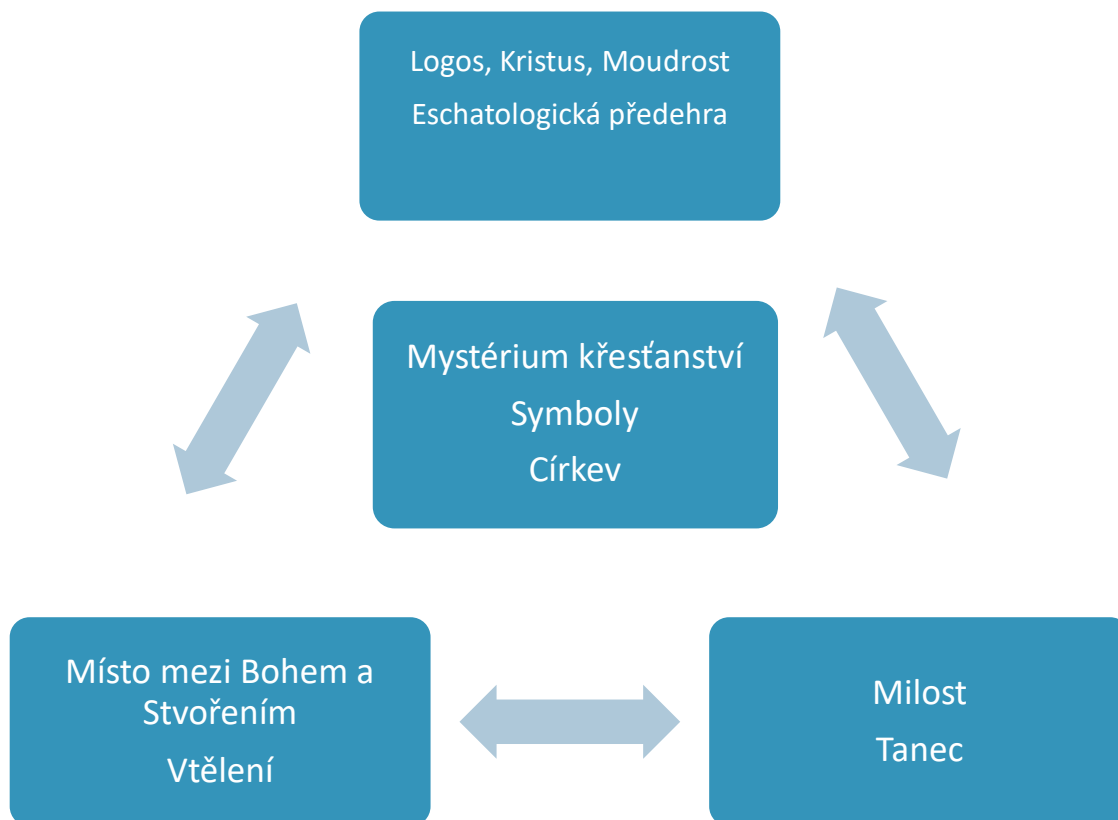 Logos, Kristus, Moudrost
Eschatologická předehra
Mystérium křesťanství
Symboly
Církev
Místo mezi Bohem a
Stvořením
Vtělení
Milost
Tanec